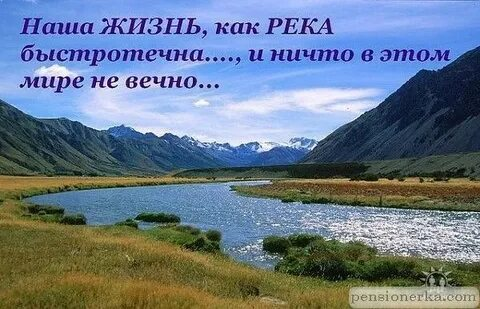 Наша ЖИЗНЬ, как РЕКА
быстротечна...., и ничто в этом
мире не вечно...
pensionerka.com